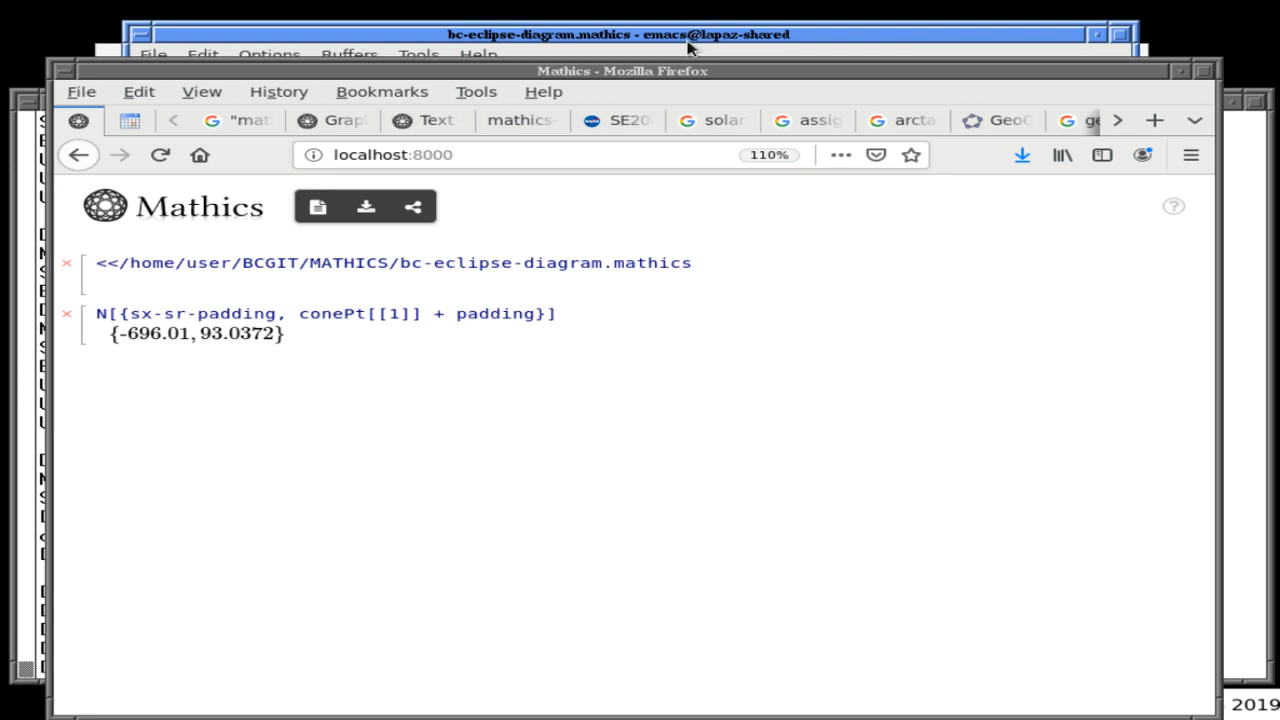 bc-eclipse-diagram.mathics - emacs@lapaz-shared
File Edit Options Buffers Tools Help
Mathics - Mozilla Firefox
File Edit View History Bookmarks Tools Help
"mat Grap Text mathics- SE20 solar assig arcta GeoG ge
localhost:8000 110%
Mathics
<</home/user/BCGIT/MATHICS/bc-eclipse-diagram.mathics
N[{sx-sr-padding, conePt[[1]] + padding}]
{-696.01, 93.0372}
2019